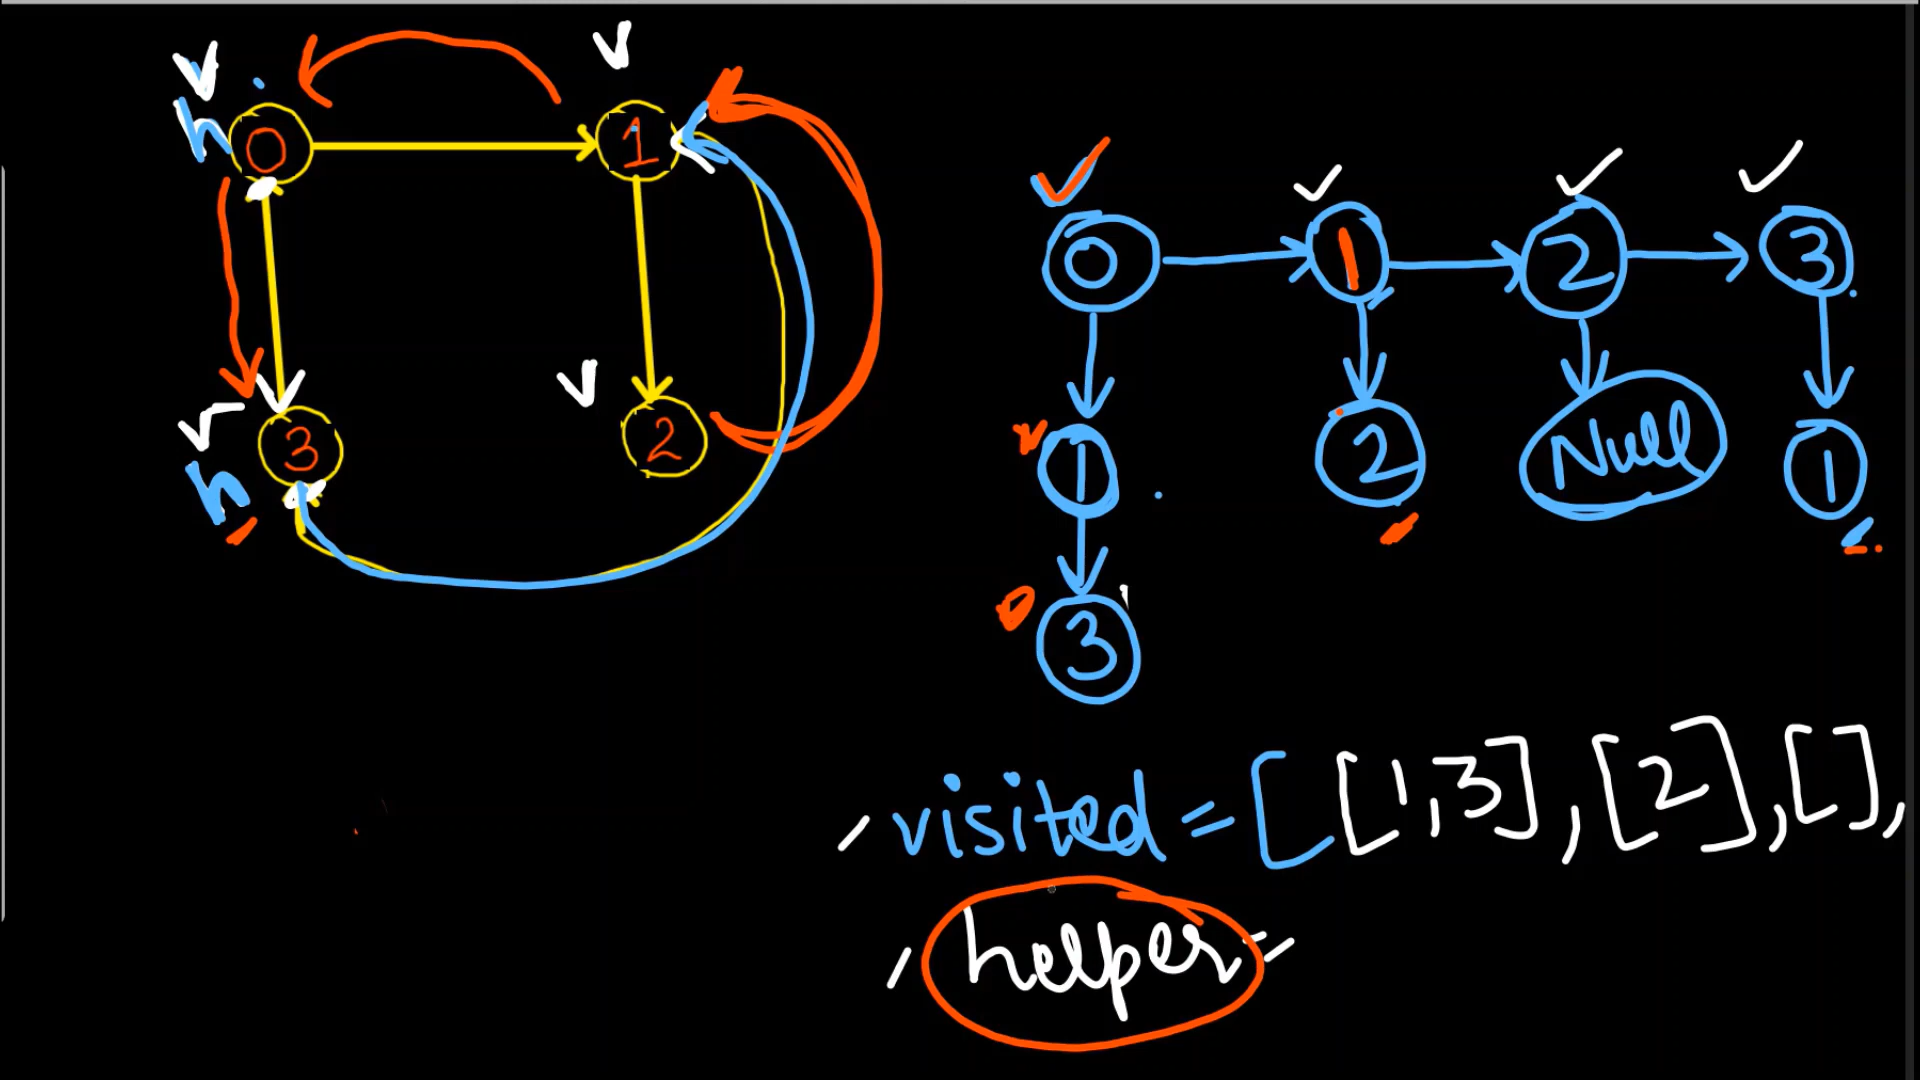 v v
h 0 1
0 1 2 3
v v
3 2
h
1 2 Null 1
v
3
visited = [[1,3],[2],[],
helper =